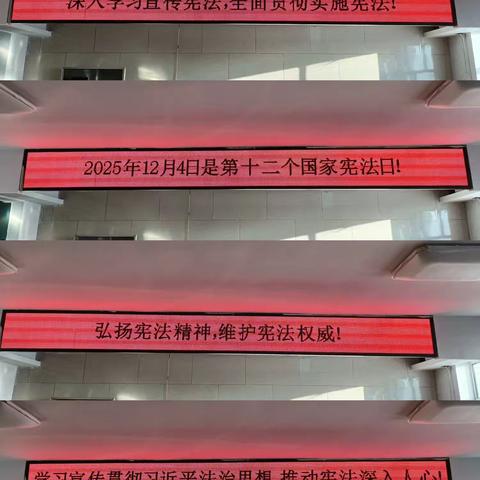 深入学习宣传宪法,全面贯彻实施宪法!
2025年12月4日是第十二个国家宪法日!
弘扬宪法精神,维护宪法权威!
学习宣传贯彻习近平法治思想,推动宪法深入人心!